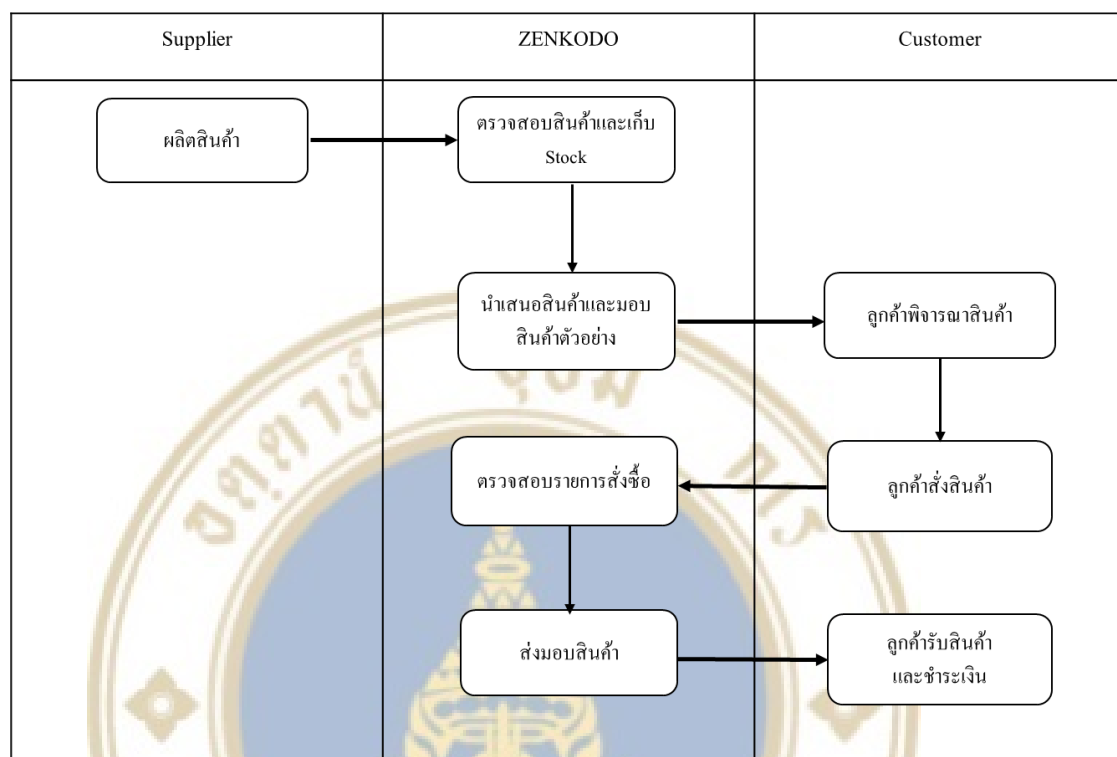 Supplier
ZENKODO
Customer
ผลิตสินค้า
ตรวจสอบสินค้าและเก็บ
Stock
นำเสนอสินค้าและมอบ
สินค้าตัวอย่าง
ลูกค้าพิจารณาสินค้า
ตรวจสอบรายการสั่งซื้อ
ลูกค้าสั่งสินค้า
ส่งมอบสินค้า
ลูกค้ารับสินค้า
และชำระเงิน